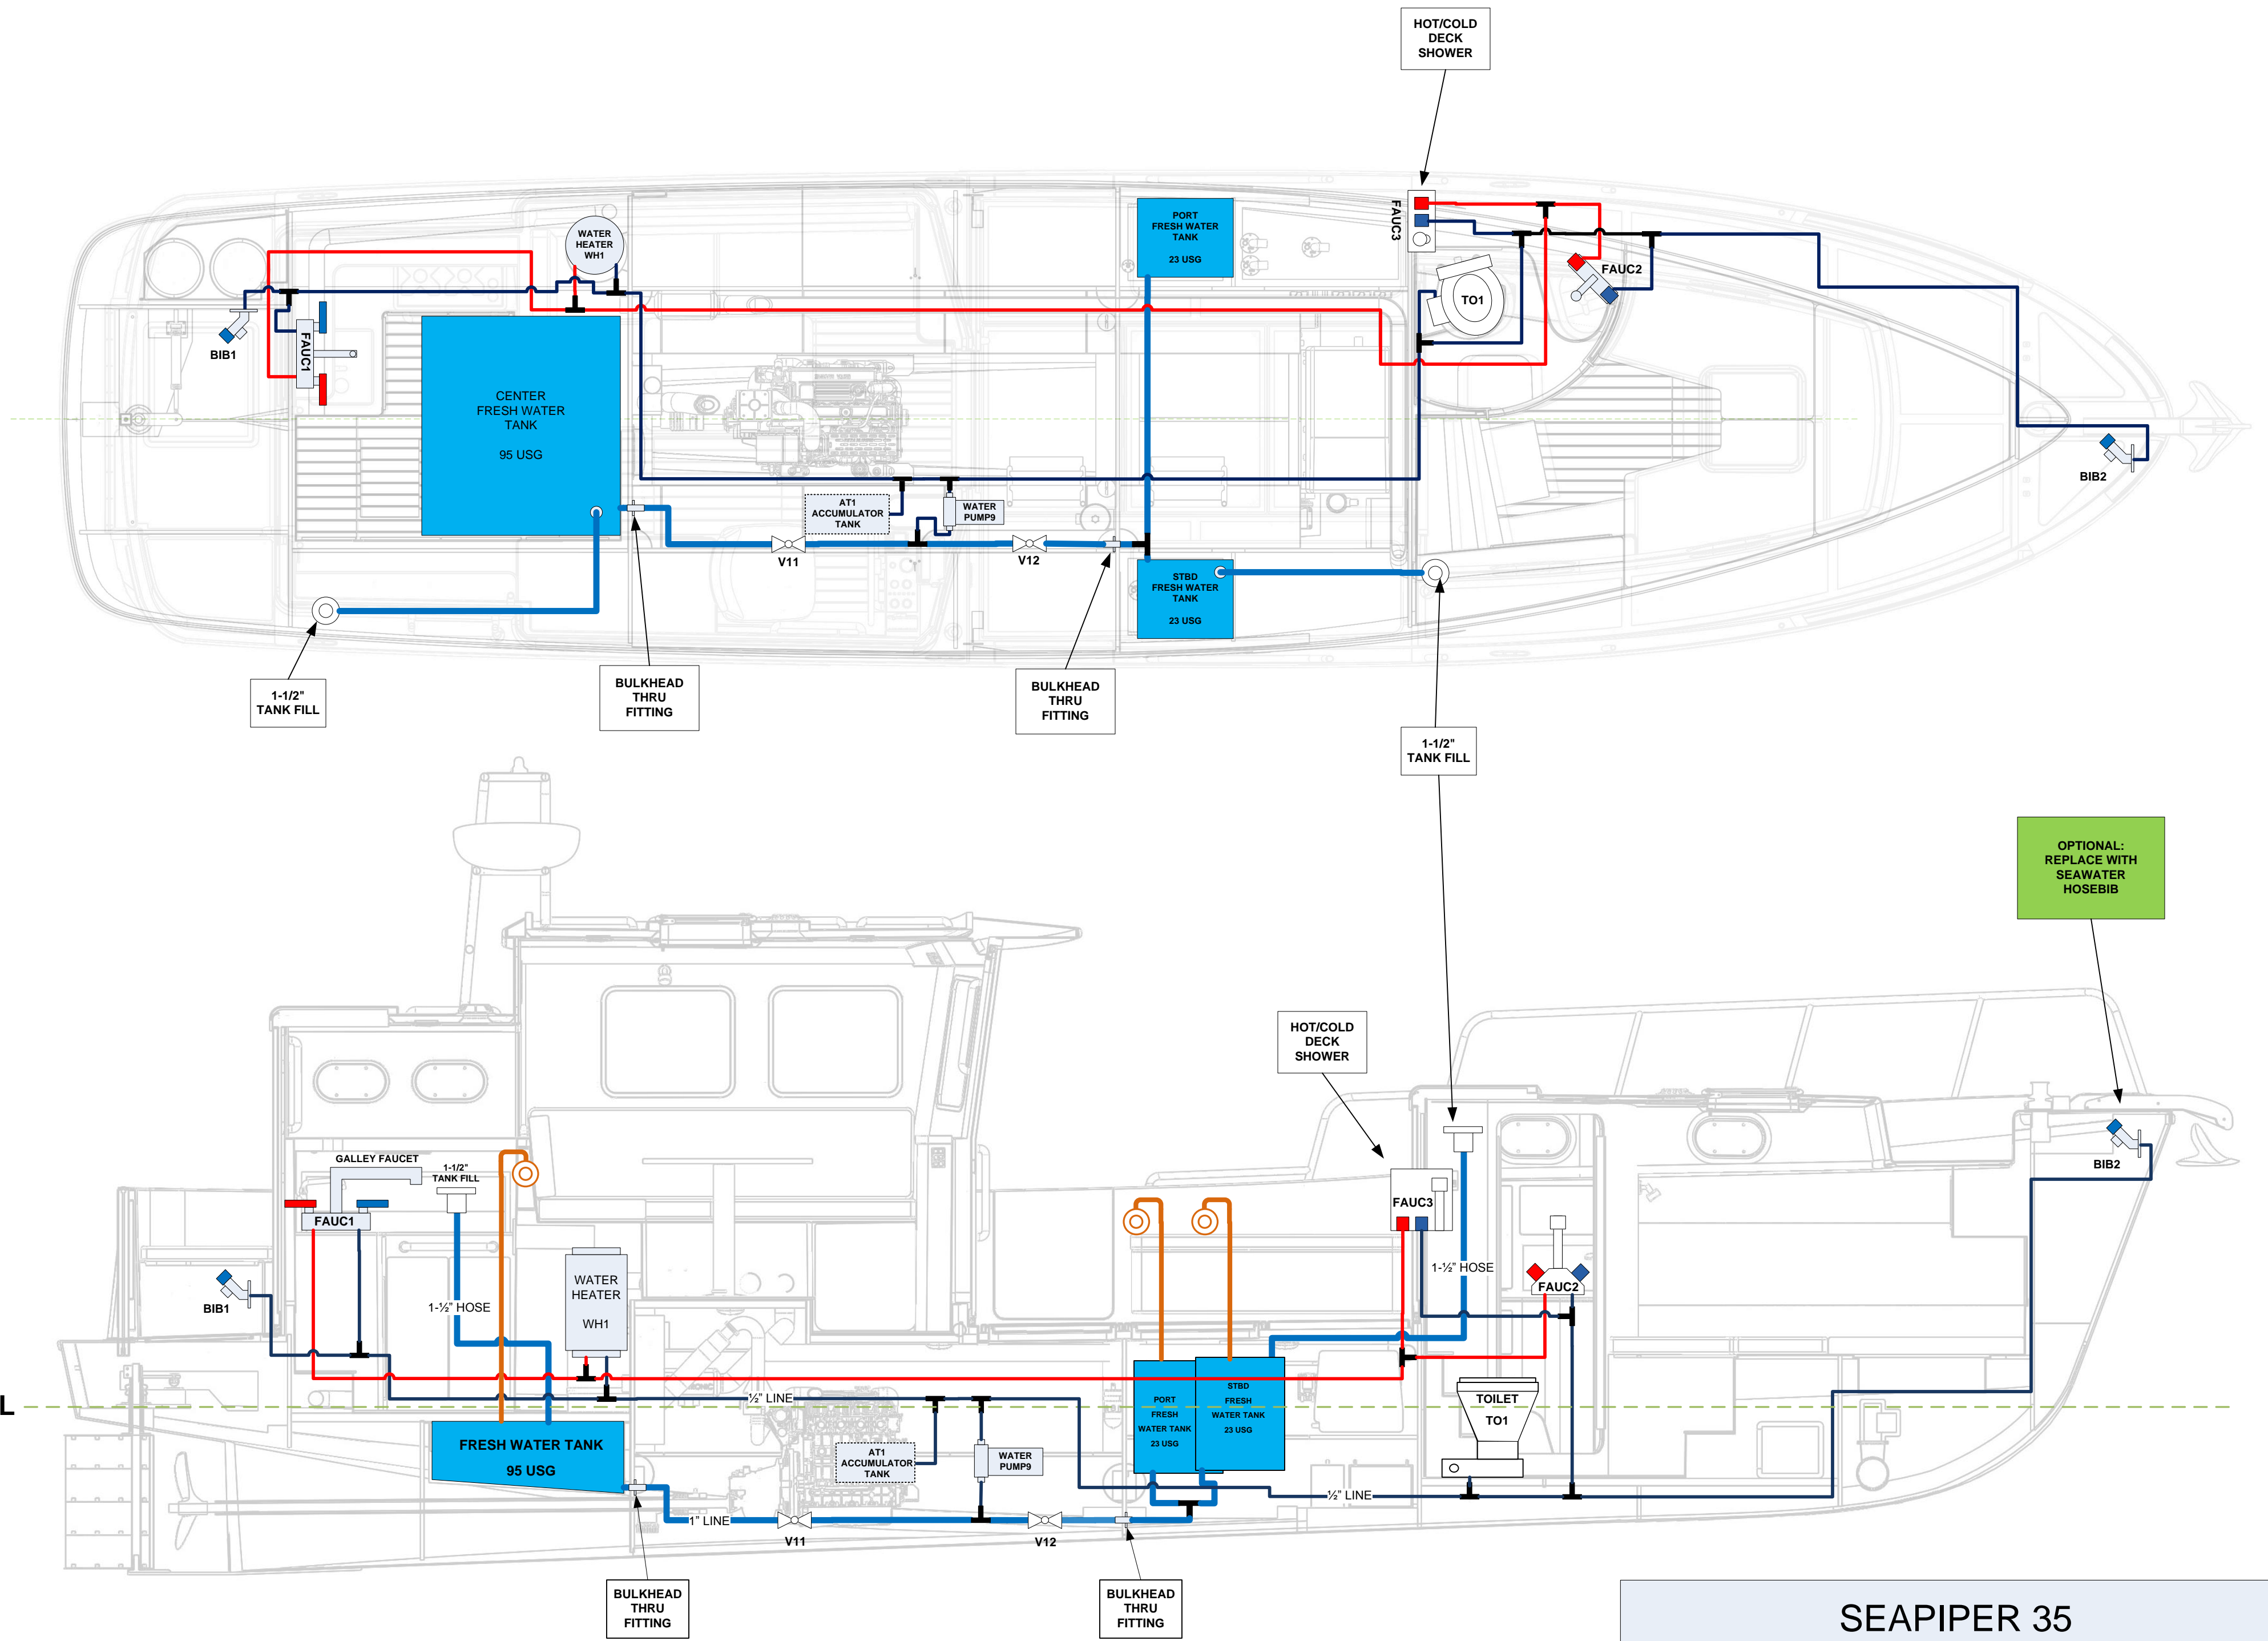 HOT/COLD
DECK
SHOWER
PORT
FRESH WATER
TANK
23 USG
WATER
HEATER
WH1
FAUC3
FAUC2
TO1
BIB1
FAUC1
CENTER
FRESH WATER
TANK
95 USG
BIB2
AT1
ACCUMULATOR
TANK
WATER
PUMP9
V11
V12
STBD
FRESH WATER
TANK
23 USG
1-1/2"
TANK FILL
BULKHEAD
THRU
FITTING
BULKHEAD
THRU
FITTING
1-1/2"
TANK FILL
OPTIONAL:
REPLACE WITH
SEAWATER
HOSEBIB
HOT/COLD
DECK
SHOWER
GALLEY FAUCET
1-1/2"
TANK FILL
FAUC1
FAUC3
BIB2
1-½" HOSE
FAUC2
BIB1
1-½" HOSE
WATER
HEATER
WH1
½" LINE
L
PORT
FRESH
WATER TANK
23 USG
STBD
FRESH
WATER TANK
23 USG
TOILET
TO1
FRESH WATER TANK
95 USG
AT1
ACCUMULATOR
TANK
WATER
PUMP9
½" LINE
1" LINE
V11
V12
BULKHEAD
THRU
FITTING
BULKHEAD
THRU
FITTING
SEAPIPER 35